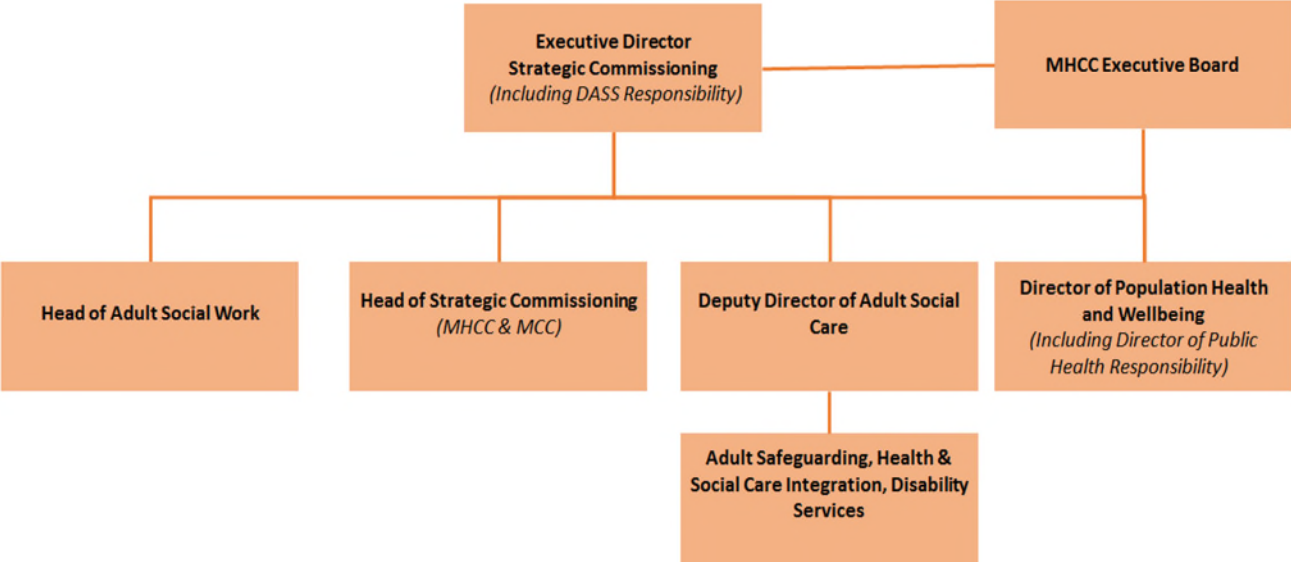 Executive Director
Strategic Commissioning
(Including DASS Responsibility)
MHCC Executive Board
Head of Adult Social Work
Head of Strategic Commissioning
(MHCC & MCC)
Deputy Director of Adult Social
Care
Director of Population Health
and Wellbeing
(Including Director of Public
Health Responsibility)
Adult Safeguarding, Health &
Social Care Integration, Disability
Services